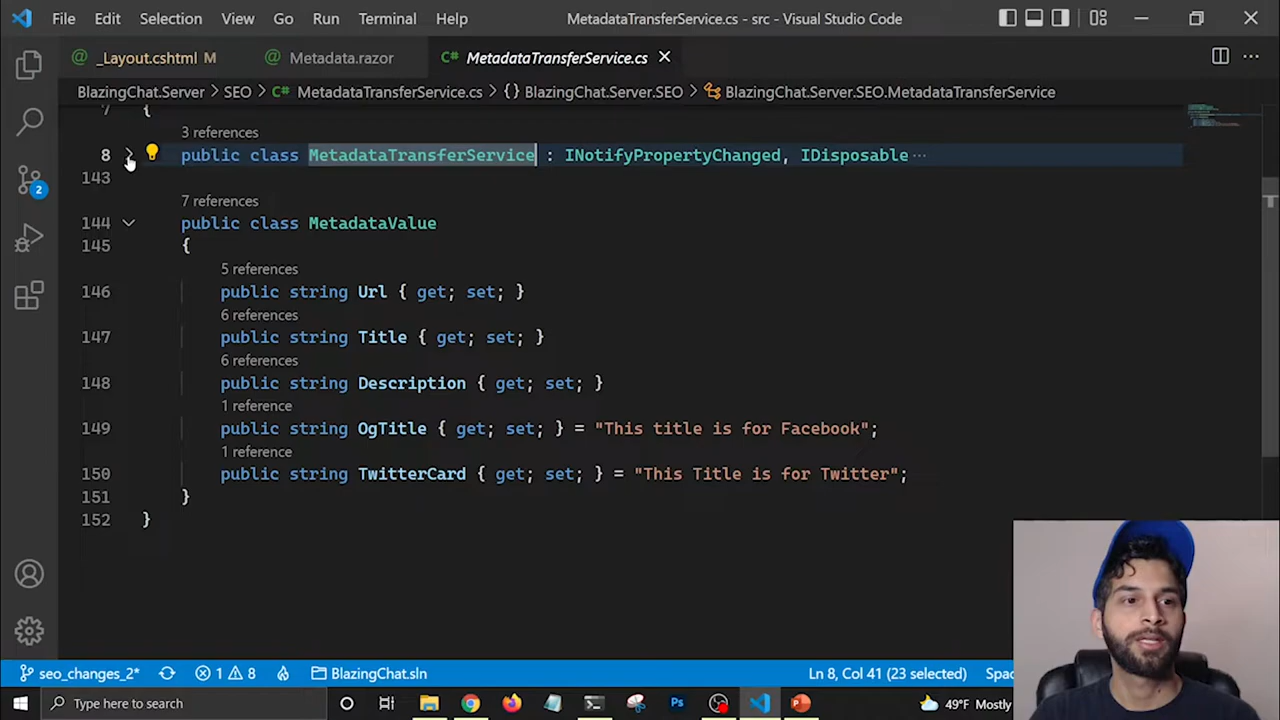 File Edit Selection View Go Run Terminal Help MetadataTransferService.cs - src - Visual Studio Code
_Layout.cshtml M Metadata.razor C# MetadataTransferService.cs
BlazingChat.Server > SEO > C# MetadataTransferService.cs > {} BlazingChat.Server.SEO > BlazingChat.Server.SEO.MetadataTransferService
7 {
3 references
8 public class MetadataTransferService : INotifyPropertyChanged, IDisposable ···
143
7 references
144 public class MetadataValue
145 {
5 references
146 public string Url { get; set; }
6 references
147 public string Title { get; set; }
6 references
148 public string Description { get; set; }
1 reference
149 public string OgTitle { get; set; } = "This title is for Facebook";
1 reference
150 public string TwitterCard { get; set; } = "This Title is for Twitter";
151 }
152 }
2
seo_changes_2* 1 8 BlazingChat.sln Ln 8, Col 41 (23 selected)
Type here to search Ps 49°F Mostly